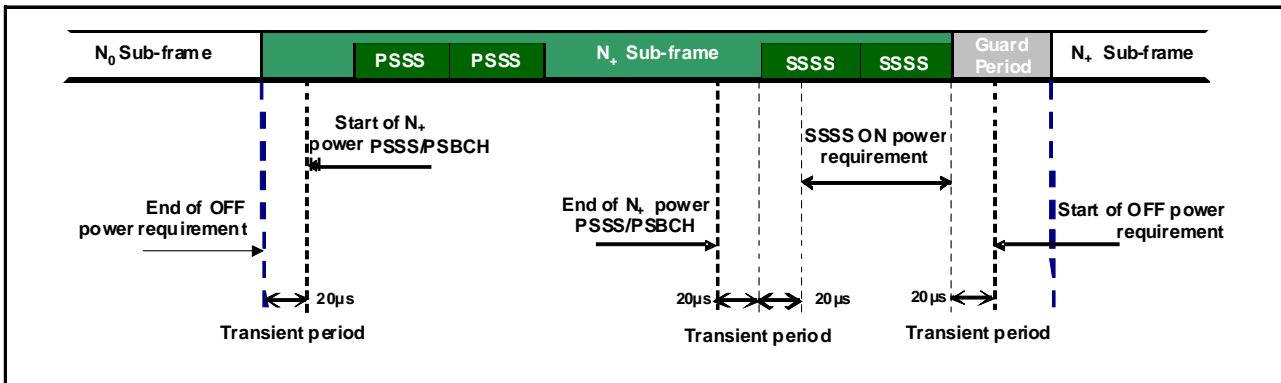 N0 Sub-frame
PSSS
PSSS
N+ Sub-frame
SSSS
SSSS
Guard
Period
N+ Sub-frame
Start of N+
power PSSS/PSBCH
SSSS ON power
requirement
End of OFF
power requirement
End of N+ power
PSSS/PSBCH
Start of OFF power
requirement
20µs
20µs
20µs
20µs
Transient period
Transient period
Transient period